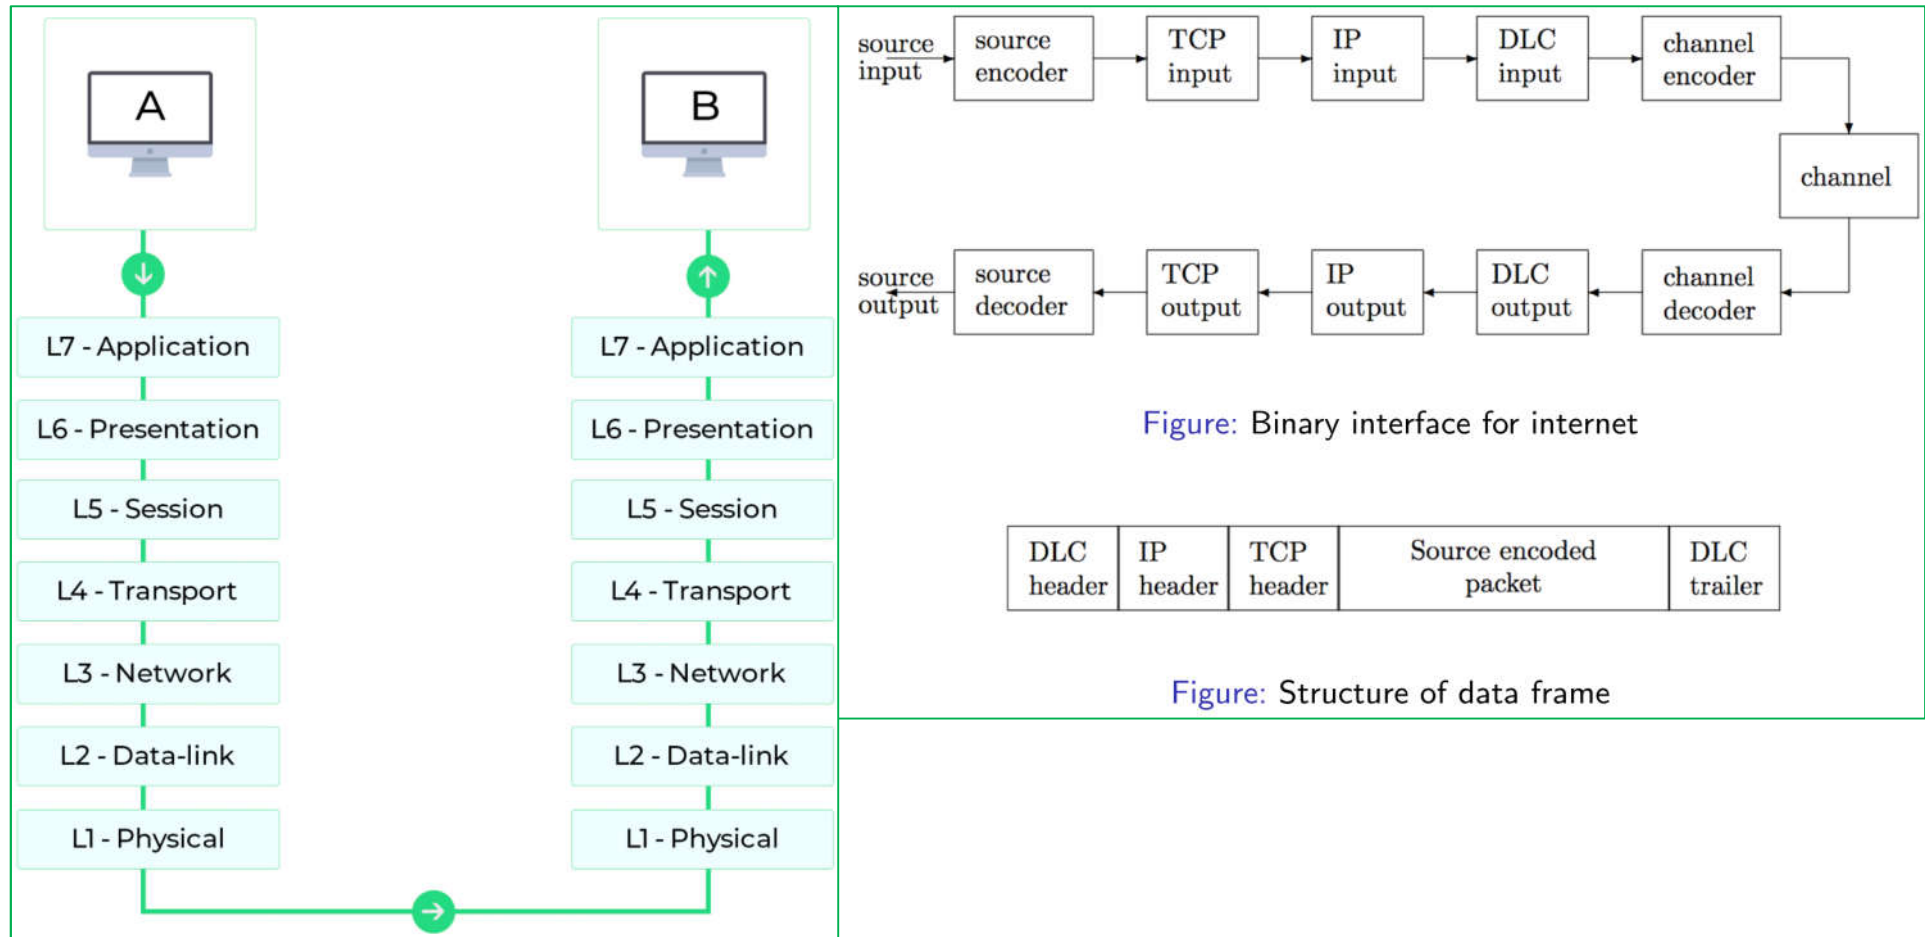 A
B
L7 - Application
L6 - Presentation
L5 - Session
L4 - Transport
L3 - Network
L2 - Data-link
L1 - Physical
L7 - Application
L6 - Presentation
L5 - Session
L4 - Transport
L3 - Network
L2 - Data-link
L1 - Physical
source
input
source
encoder
TCP
input
IP
input
DLC
input
channel
encoder
channel
source
output
source
decoder
TCP
output
IP
output
DLC
output
channel
decoder
Figure: Binary interface for internet
DLC
header
IP
header
TCP
header
Source encoded
packet
DLC
trailer
Figure: Structure of data frame